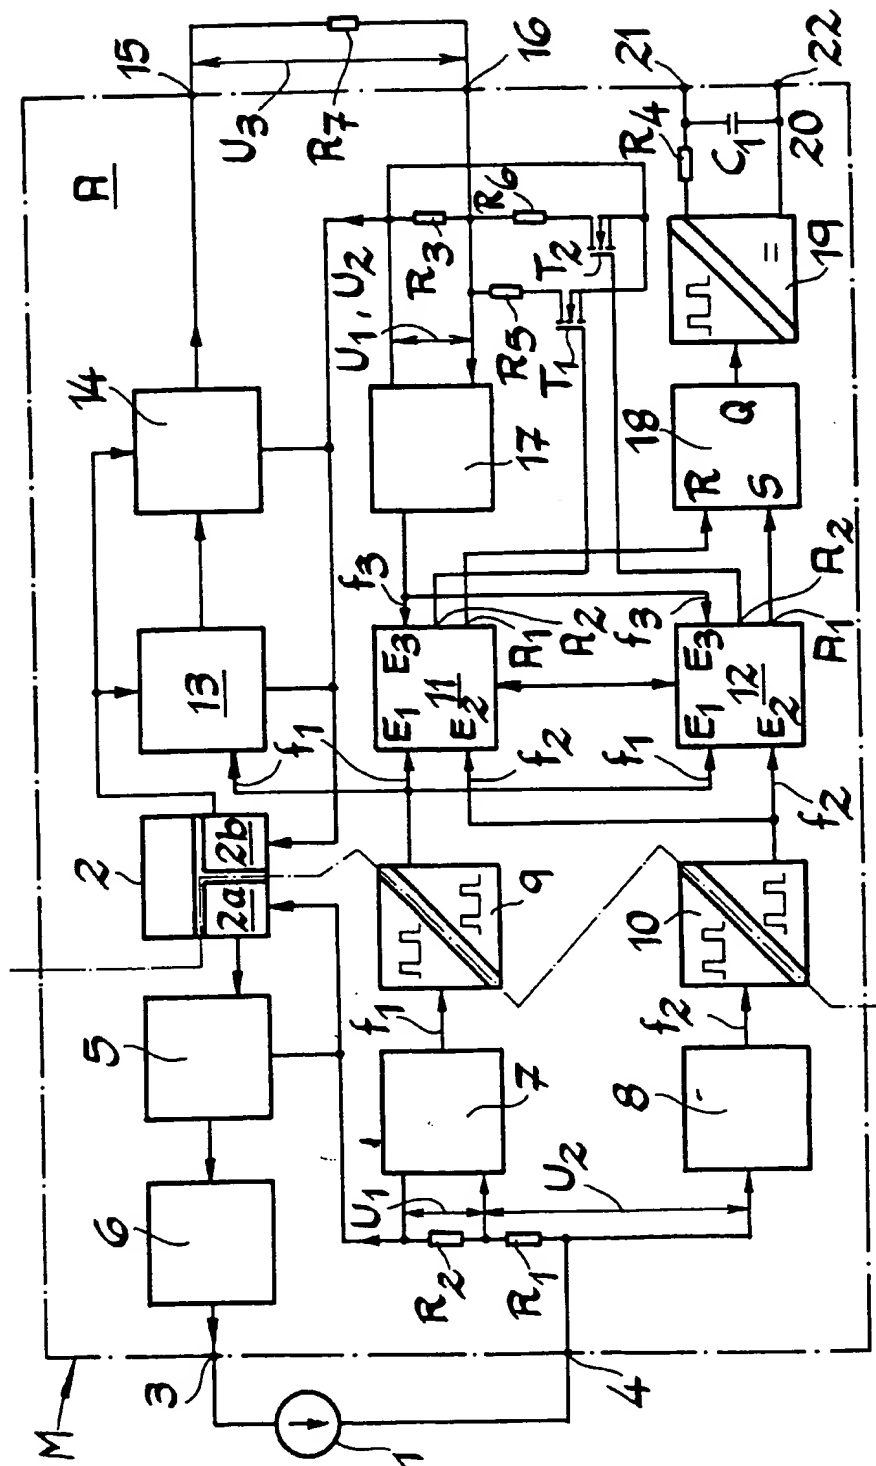 M
A
1
2
2a
2b
3
4
5
6
7
8
9
10
11
12
13
14
15
16
17
18
19
20
21
22
U1
U2
U1, U2
U3
R1
R2
R3
R4
R5
R6
R7
C1
T1
T2
f1
f1
f1
f2
f2
f2
f3
f3
E1
E2
E3
E1
E2
E3
A1
A2
A1
A2
R
S
Q
=